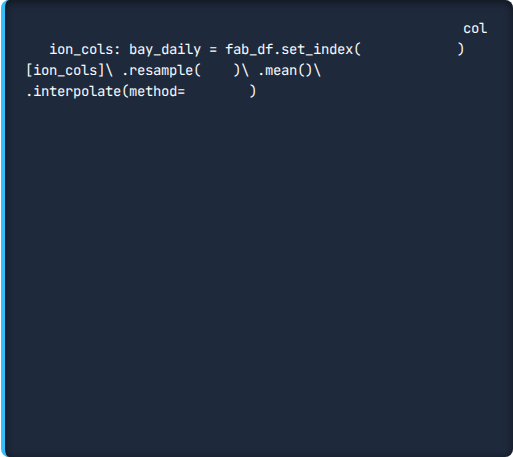 col
ion_cols: bay_daily = fab_df.set_index( )
[ion_cols]\ .resample( )\ .mean()\
.interpolate(method= )